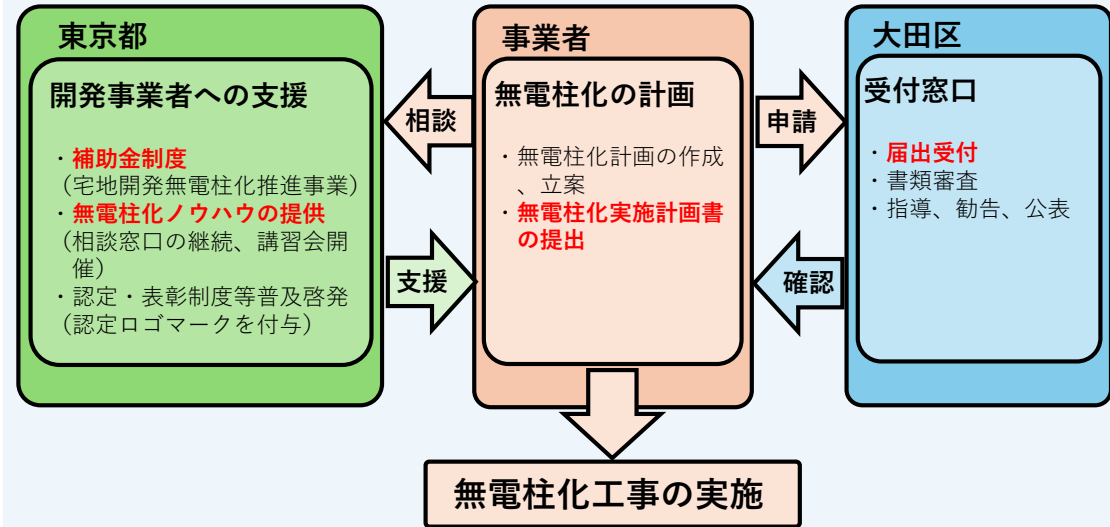 東京都
開発事業者への支援
・補助金制度
(宅地開発無電柱化推進事業)
・無電柱化ノウハウの提供
(相談窓口の継続、講習会開
催)
・認定・表彰制度等普及啓発
(認定ロゴマークを付与)
相談
支援
事業者
無電柱化の計画
・無電柱化計画の作成
、立案
・無電柱化実施計画書
の提出
申請
確認
大田区
受付窓口
・届出受付
・書類審査
・指導、勧告、公表
無電柱化工事の実施